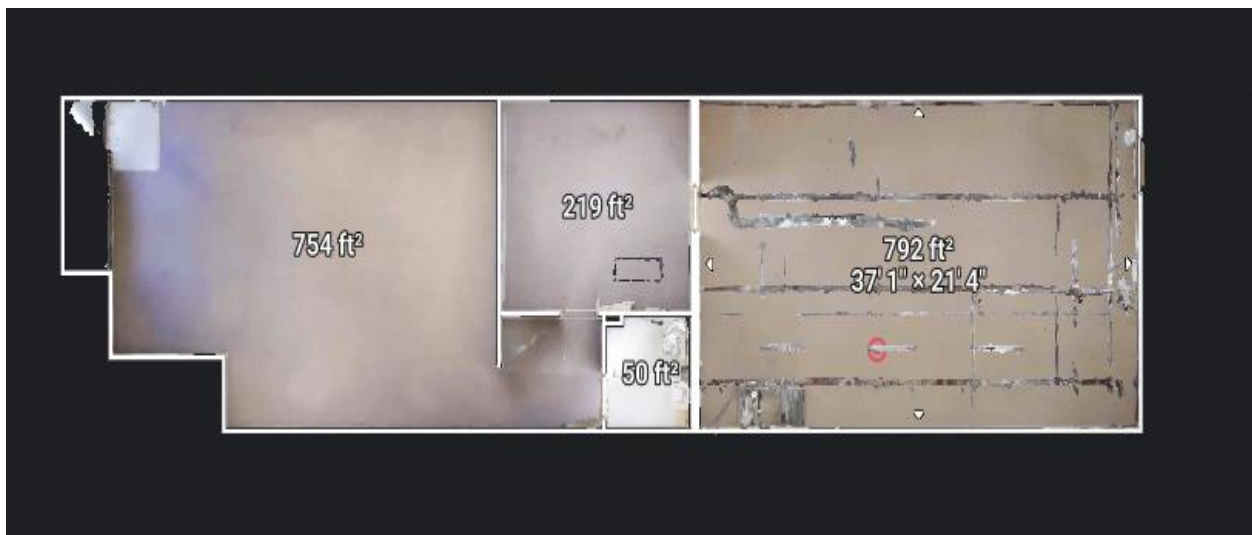 754 ft²
219 ft²
792 ft²
37' 1" × 21' 4"
50 ft²